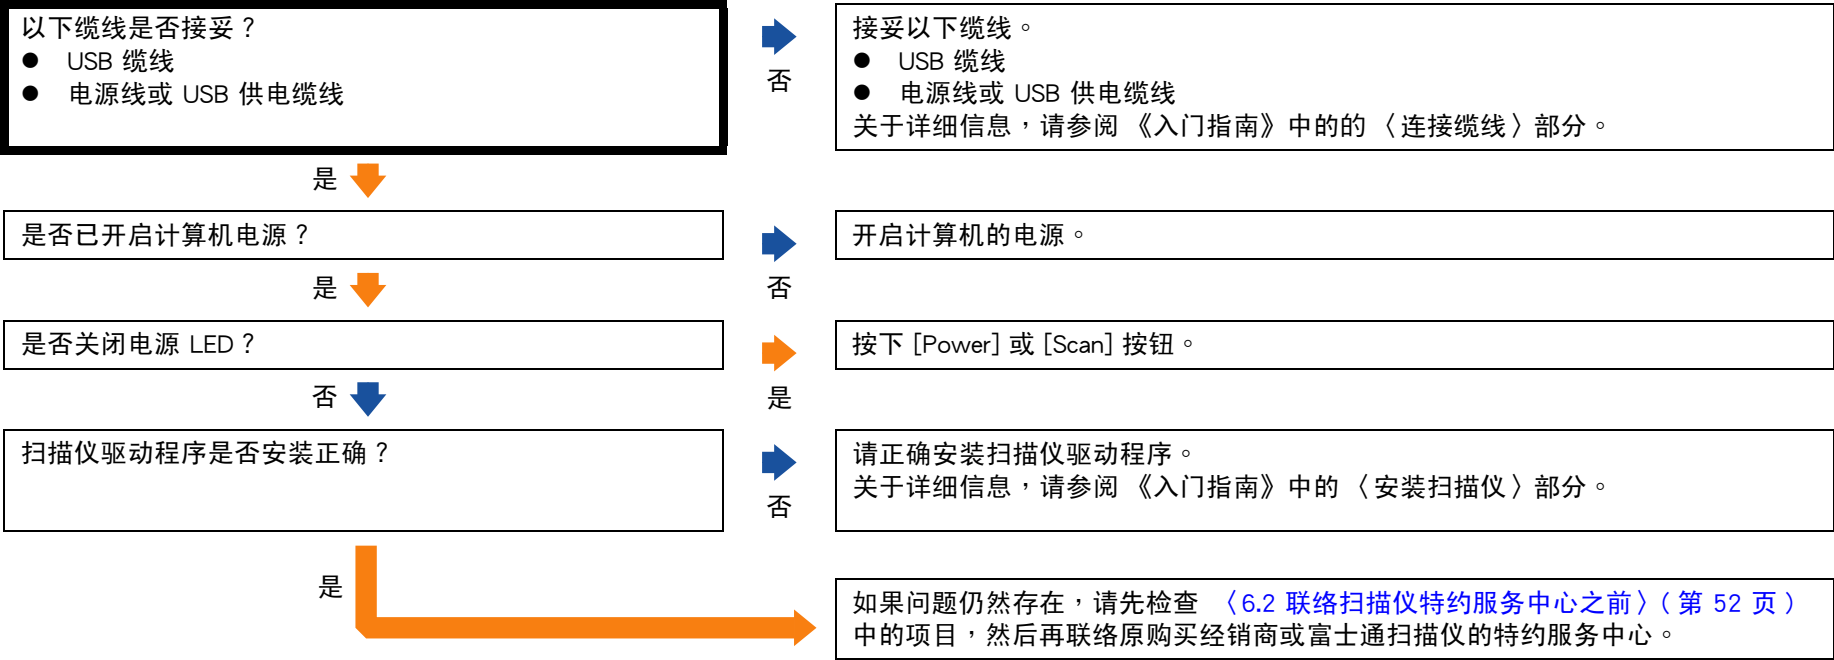 以下缆线是否接妥？
● USB 缆线
● 电源线或 USB 供电缆线
否
接妥以下缆线。
● USB 缆线
● 电源线或 USB 供电缆线
关于详细信息，请参阅 《入门指南》中的的 〈连接缆线〉部分。
是
是否已开启计算机电源？
否
开启计算机的电源。
是
是否关闭电源 LED？
是
按下 [Power] 或 [Scan] 按钮。
否
扫描仪驱动程序是否安装正确？
否
请正确安装扫描仪驱动程序。
关于详细信息，请参阅 《入门指南》中的 〈安装扫描仪〉部分。
是
如果问题仍然存在，请先检查 〈6.2 联络扫描仪特约服务中心之前〉（第 52 页）
中的项目，然后再联络原购买经销商或富士通扫描仪的特约服务中心。